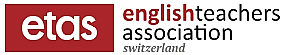 etas englishteachers
association
switzerland